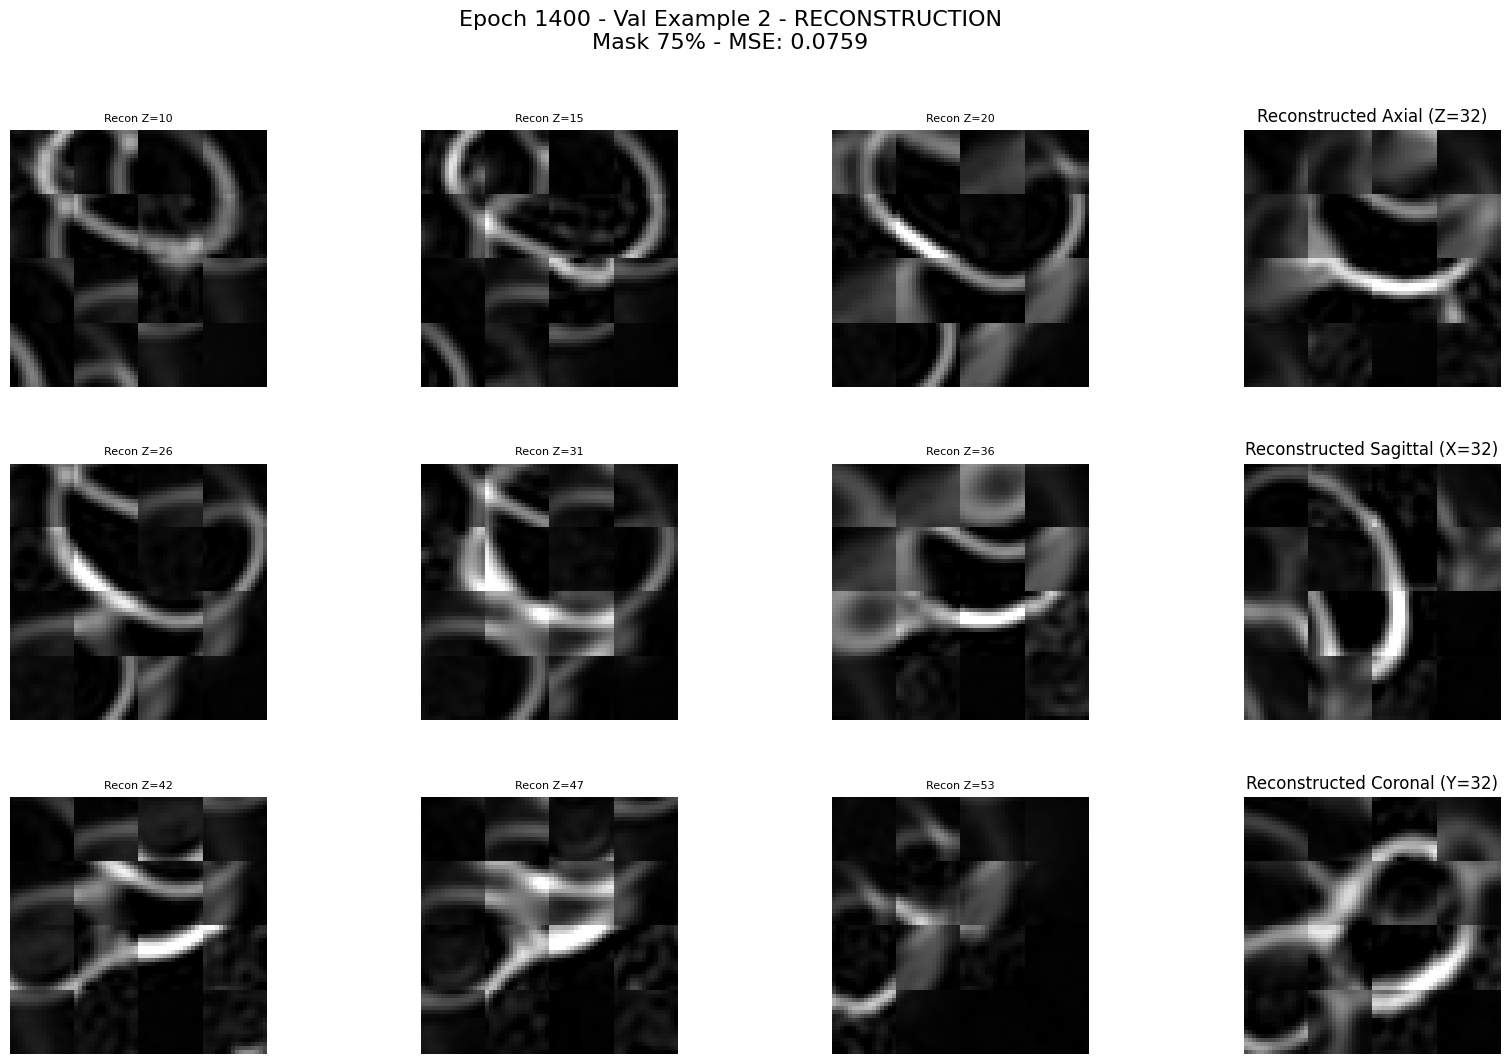 Epoch 1400 - Val Example 2 - RECONSTRUCTION
Mask 75% - MSE: 0.0759
Recon Z=10
Recon Z=15
Recon Z=20
Reconstructed Axial (Z=32)
Recon Z=26
Recon Z=31
Recon Z=36
Reconstructed Sagittal (X=32)
Recon Z=42
Recon Z=47
Recon Z=53
Reconstructed Coronal (Y=32)